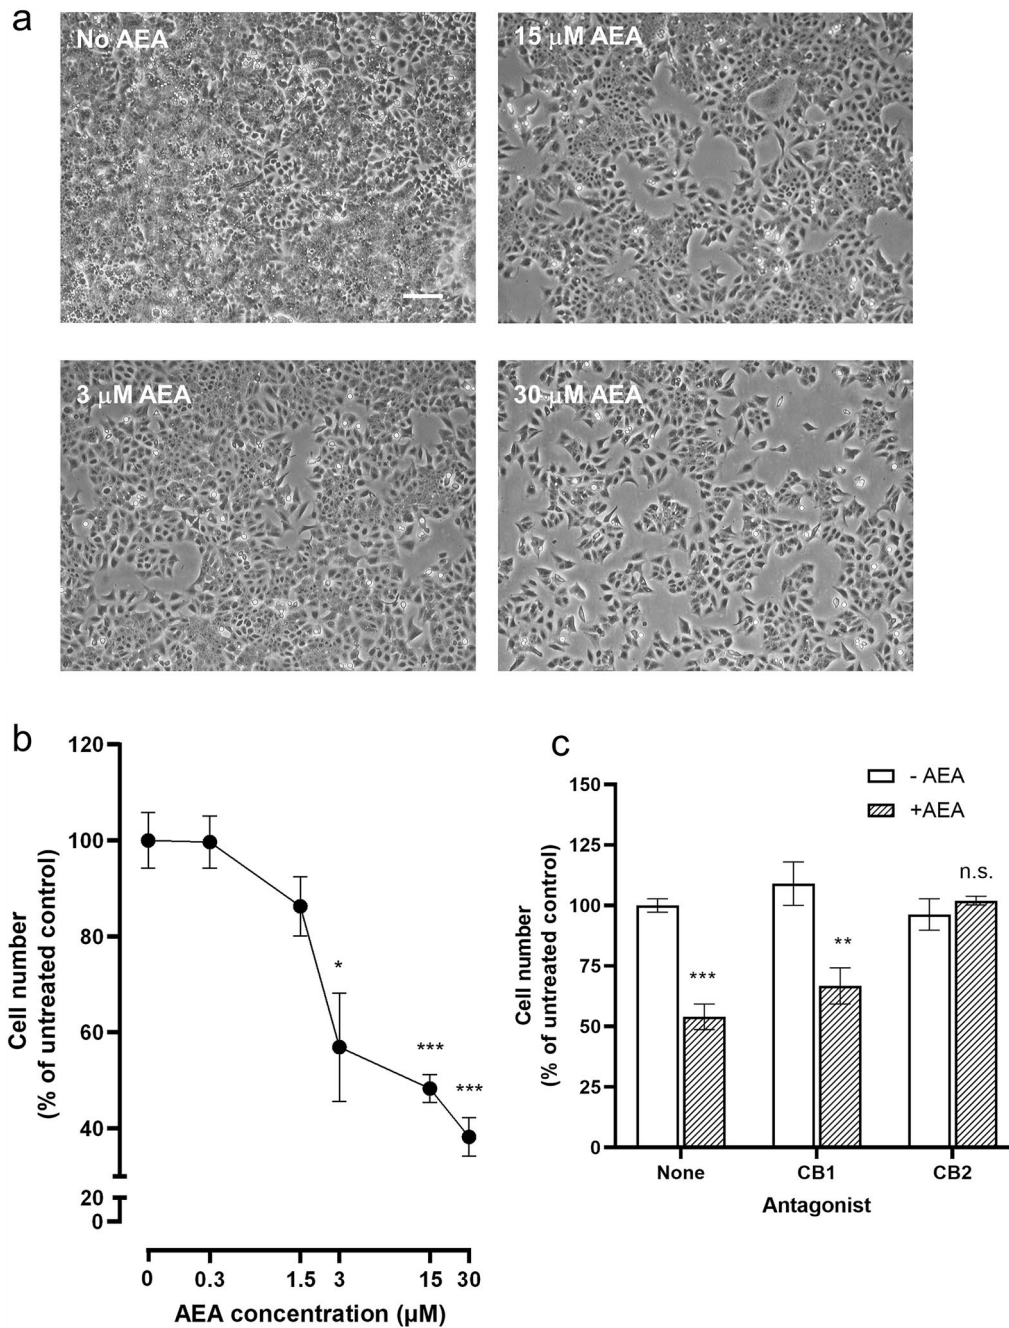 a
No AEA
15 μM AEA
3 μM AEA
30 μM AEA
b
Cell number
(% of untreated control)
120
100
80
60
40
20
0
*
***
***
0 0.3 1.5 3 15 30
AEA concentration (μM)
c
- AEA
+AEA
Cell number
(% of untreated control)
150
125
100
75
50
25
0
***
**
n.s.
None CB1 CB2
Antagonist